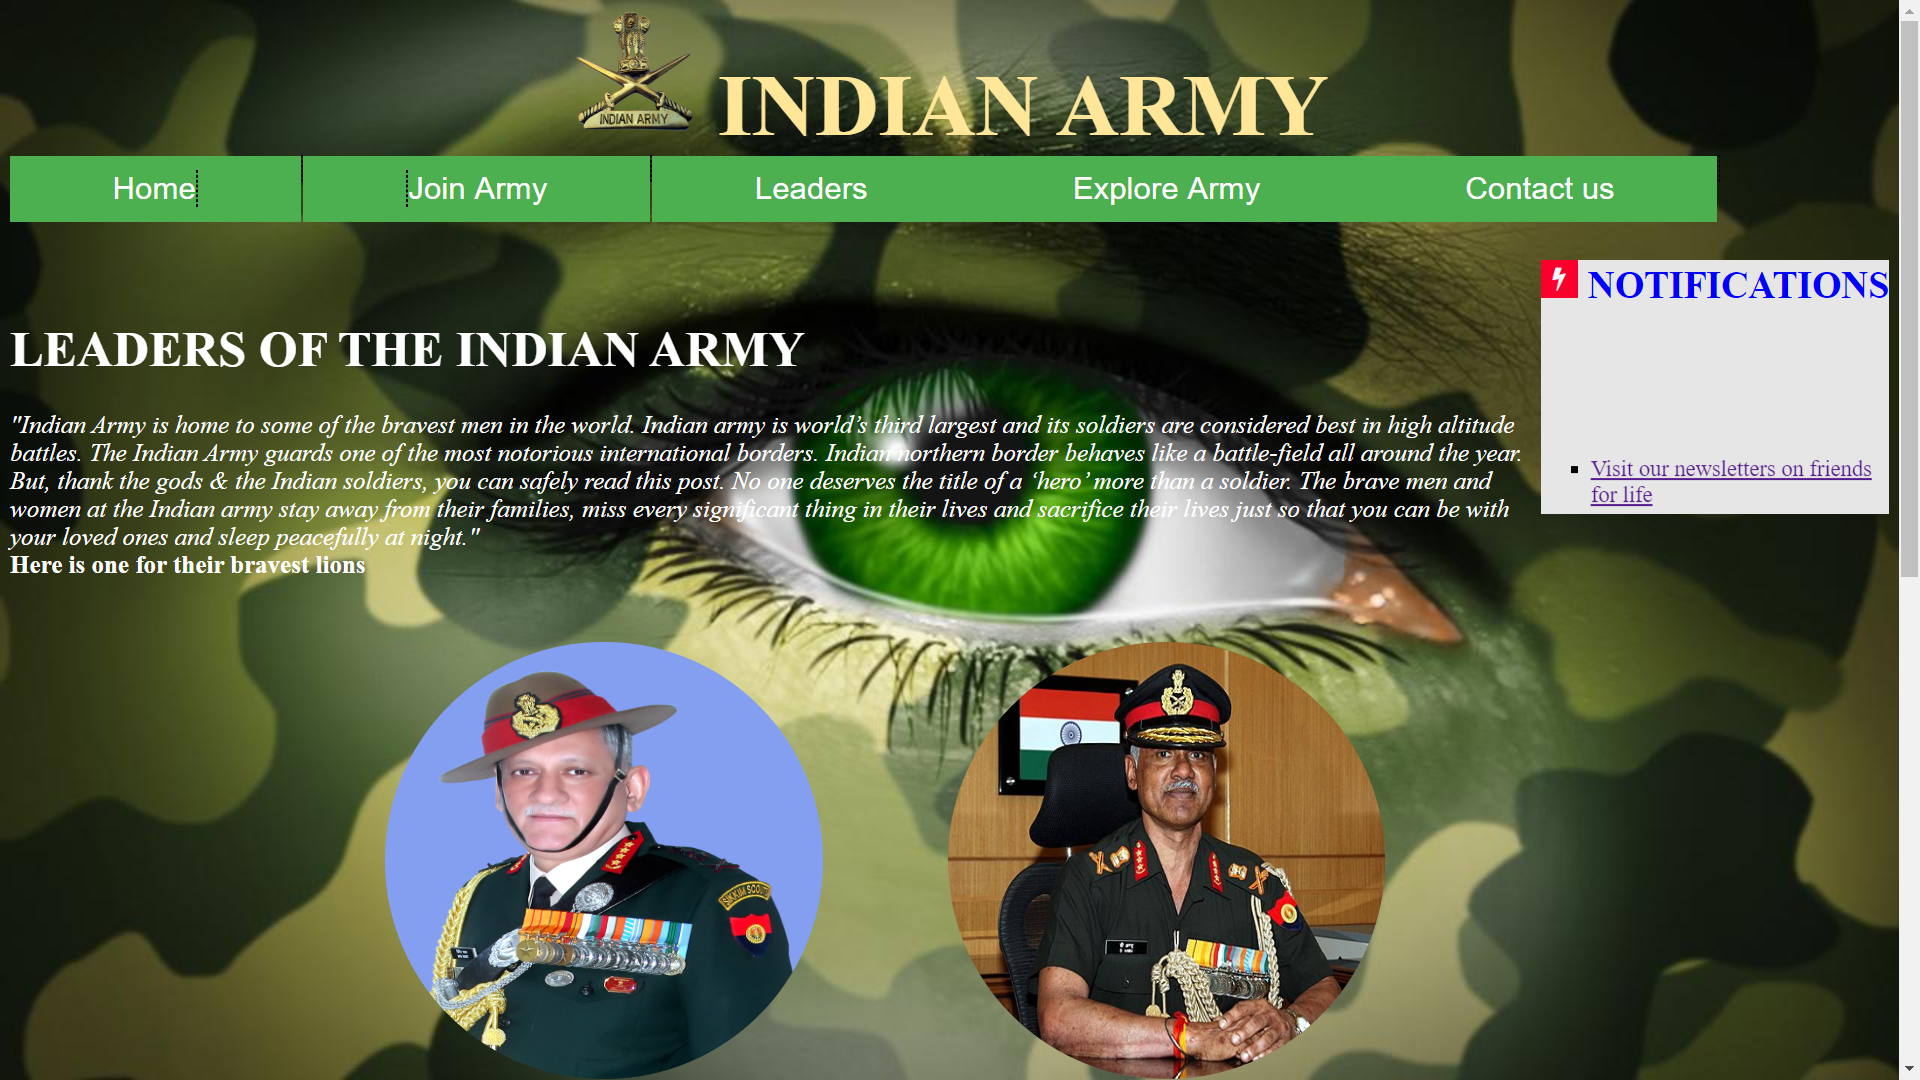 INDIAN ARMY
INDIAN ARMY
Home
Join Army
Leaders
Explore Army
Contact us
NOTIFICATIONS
LEADERS OF THE INDIAN ARMY
"Indian Army is home to some of the bravest men in the world. Indian army is world’s third largest and its soldiers are considered best in high altitude
battles. The Indian Army guards one of the most notorious international borders. Indian northern border behaves like a battle-field all around the year.
But, thank the gods & the Indian soldiers, you can safely read this post. No one deserves the title of a ‘hero’ more than a soldier. The brave men and
women at the Indian army stay away from their families, miss every significant thing in their lives and sacrifice their lives just so that you can be with
your loved ones and sleep peacefully at night."
Here is one for their bravest lions
Visit our newsletters on friends
for life
SIKKIM SCOUTS